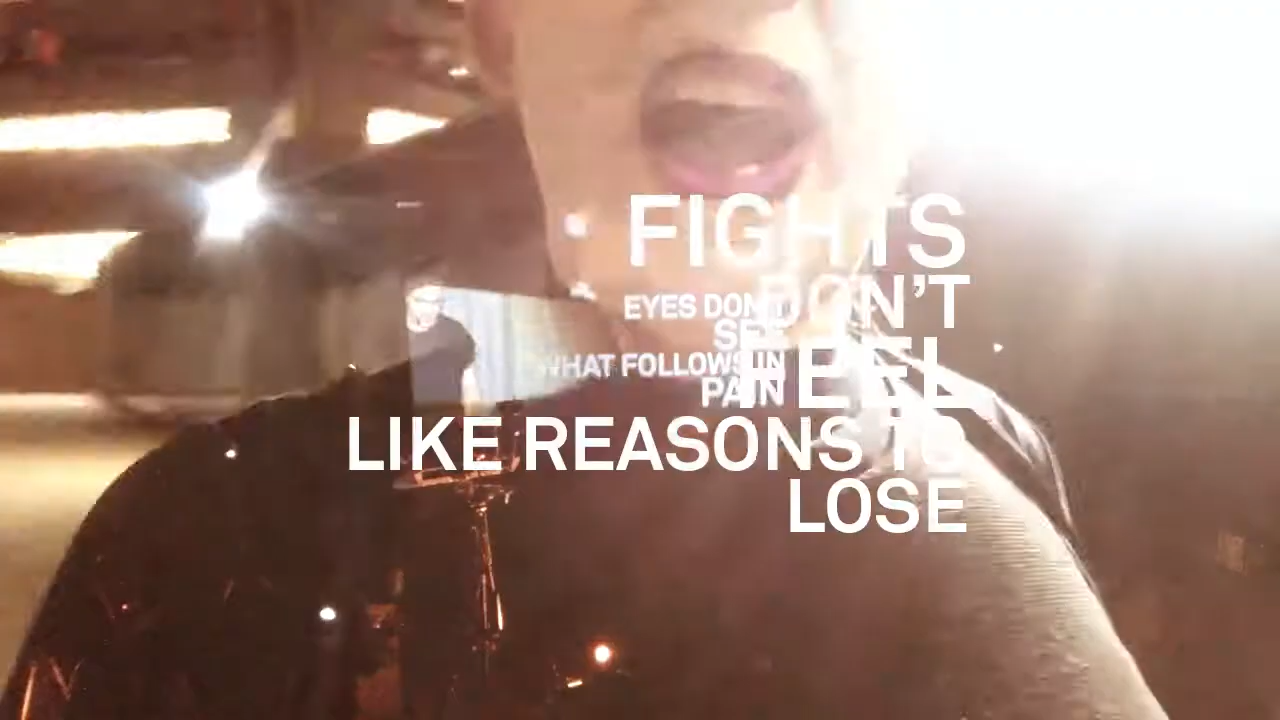 FIGHTS
DON'T
FEEL
LIKE REASONS TO
LOSE
EYES DON'T
SEE
WHAT FOLLOWS IN
PAIN